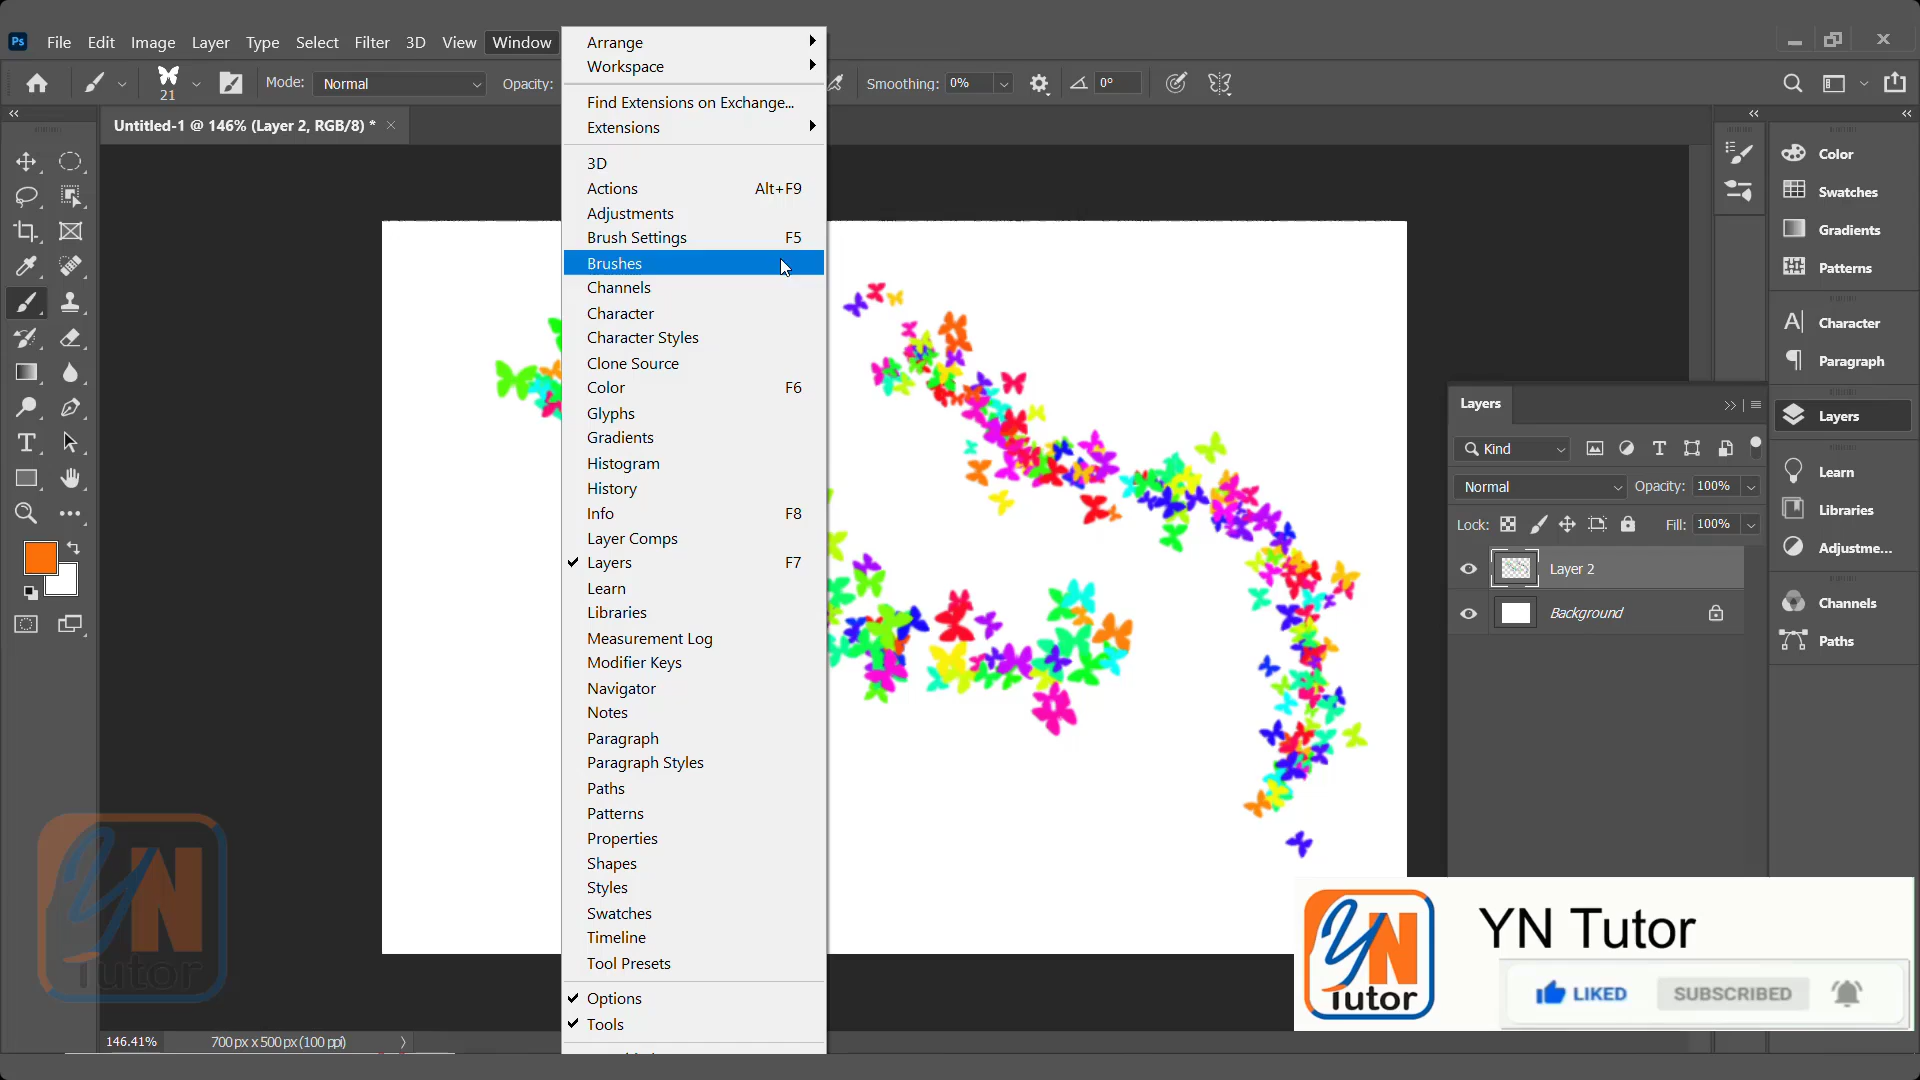 Ps File Edit Image Layer Type Select Filter 3D View Window
21 Mode: Normal Opacity: Smoothing: 0% 0°
Untitled-1 @ 146% (Layer 2, RGB/8) *
Arrange
Workspace
Find Extensions on Exchange...
Extensions
3D
Actions Alt+F9
Adjustments
Brush Settings F5
Brushes
Channels
Character
Character Styles
Clone Source
Color F6
Glyphs
Gradients
Histogram
History
Info F8
Layer Comps
Layers F7
Learn
Libraries
Measurement Log
Modifier Keys
Navigator
Notes
Paragraph
Paragraph Styles
Paths
Patterns
Properties
Shapes
Styles
Swatches
Timeline
Tool Presets
Options
Tools
Color
Swatches
Gradients
Patterns
Character
Paragraph
Layers
Learn
Libraries
Adjustme...
Channels
Paths
Layers
Kind
Normal Opacity: 100%
Lock: Fill: 100%
Layer 2
Background
YN
Tutor
YN
Tutor
YN Tutor
LIKED SUBSCRIBED
146.41% 700 px x 500 px (100 ppi)